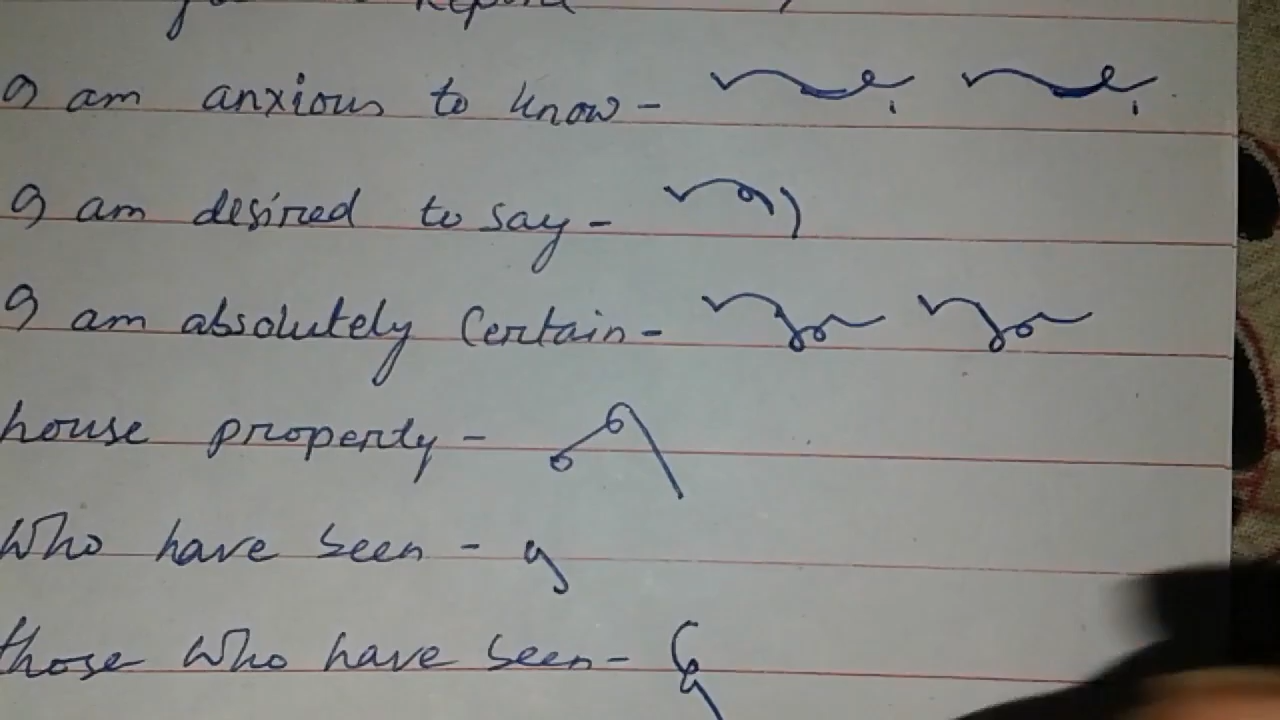 I am anxious to know -
I am desired to say -
I am absolutely Certain -
house property -
Who have seen -
those who have seen -